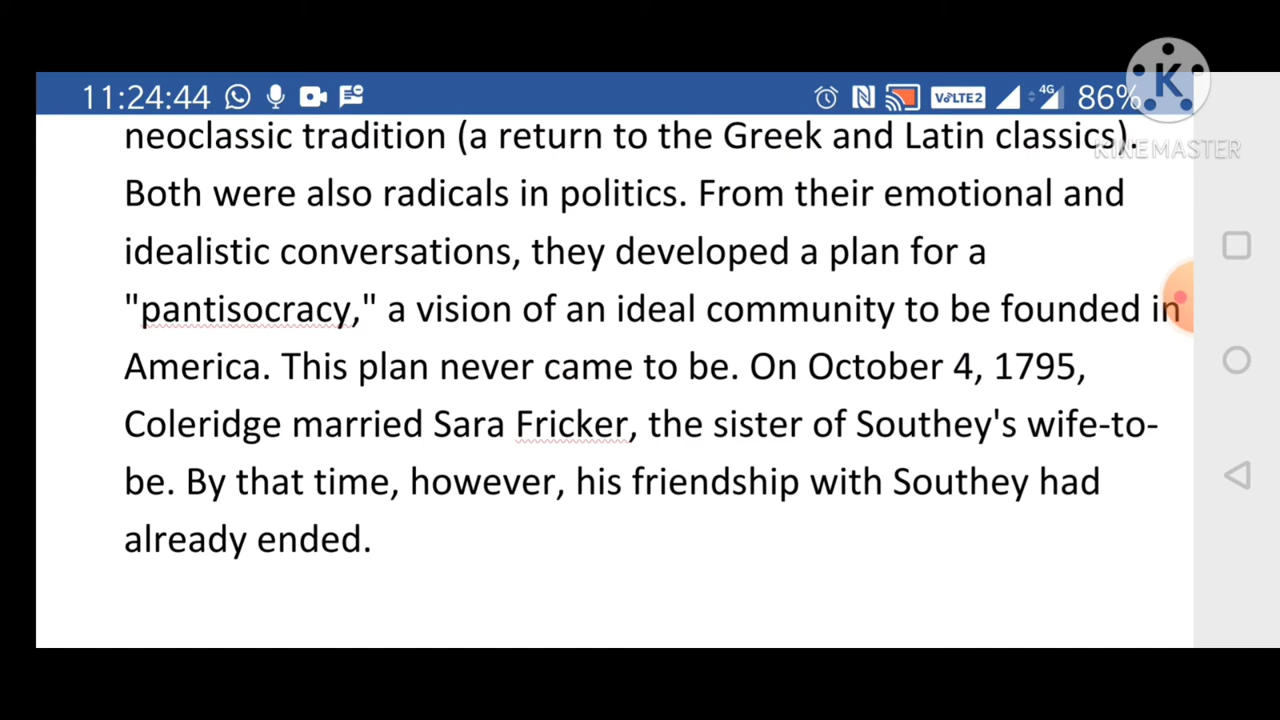 11:24:44 VoLTE2 4G 86%
K
KINEMASTER
neoclassic tradition (a return to the Greek and Latin classics).
Both were also radicals in politics. From their emotional and
idealistic conversations, they developed a plan for a
"pantisocracy," a vision of an ideal community to be founded in
America. This plan never came to be. On October 4, 1795,
Coleridge married Sara Fricker, the sister of Southey's wife-to-
be. By that time, however, his friendship with Southey had
already ended.